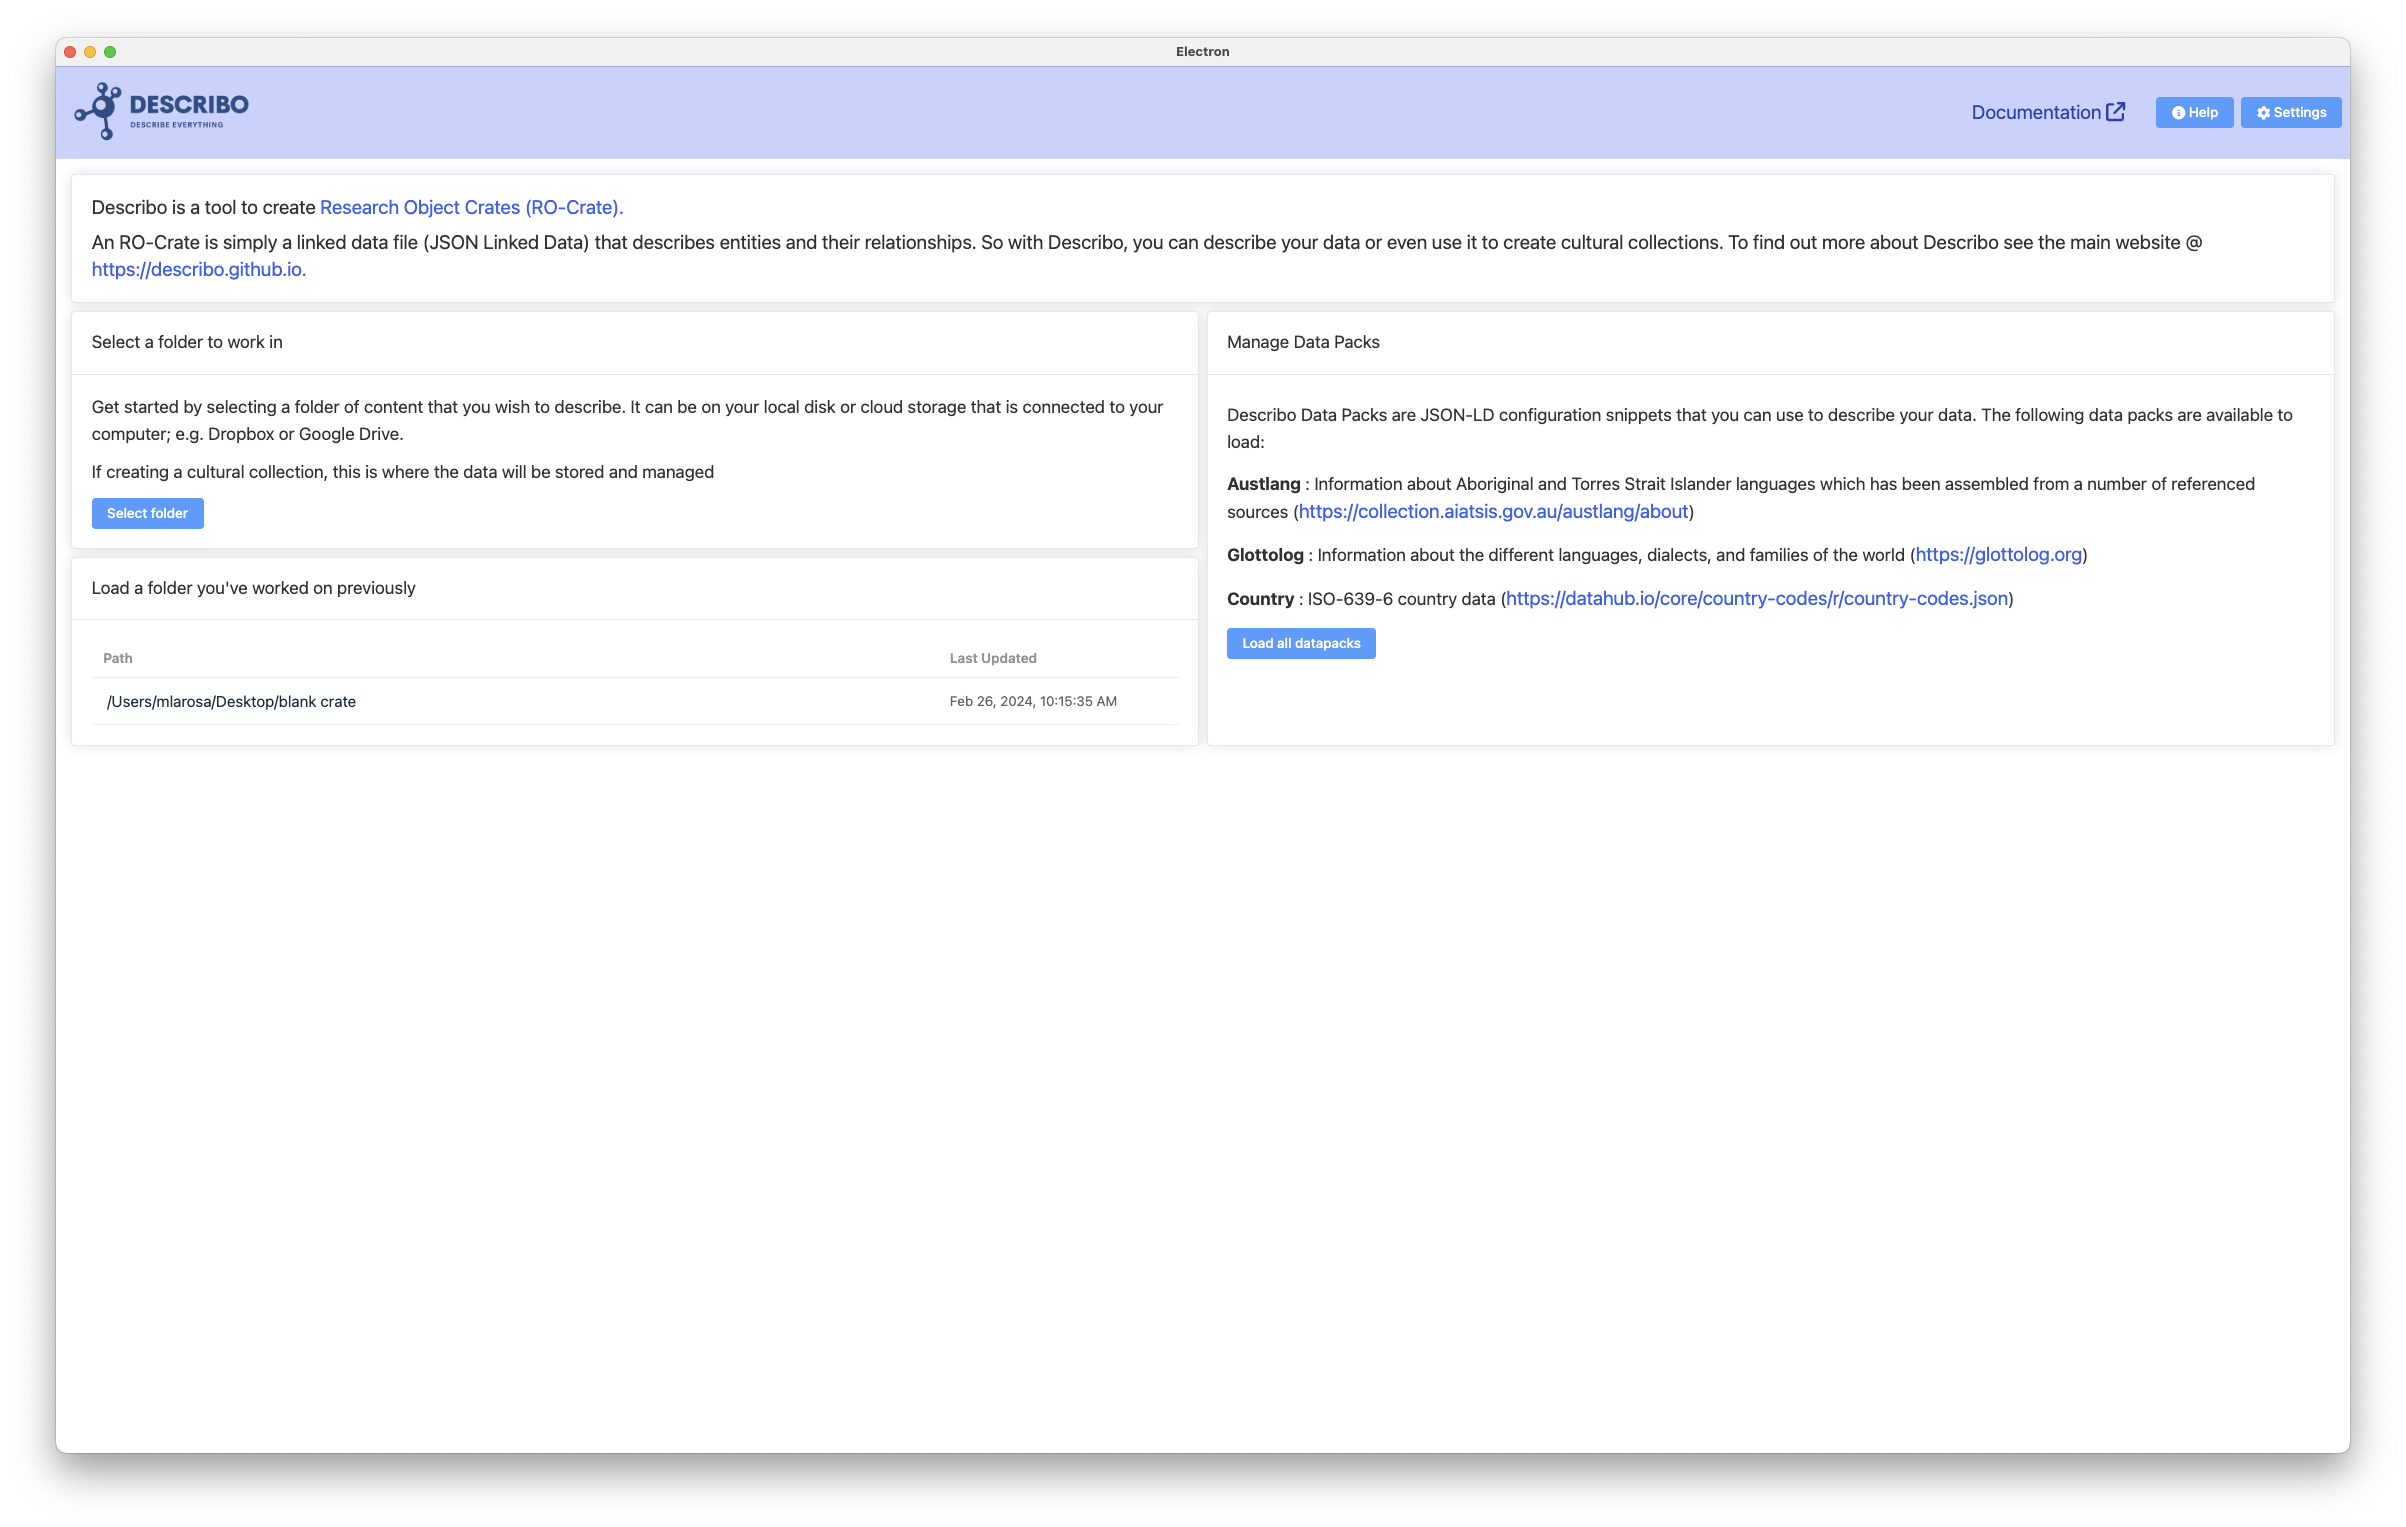 Electron
DESCRIBO
DESCRIBE EVERYTHING
Documentation
Help
Settings
Describo is a tool to create Research Object Crates (RO-Crate).
An RO-Crate is simply a linked data file (JSON Linked Data) that describes entities and their relationships. So with Describo, you can describe your data or even use it to create cultural collections. To find out more about Describo see the main website @
https://describo.github.io.
Select a folder to work in
Get started by selecting a folder of content that you wish to describe. It can be on your local disk or cloud storage that is connected to your
computer; e.g. Dropbox or Google Drive.
If creating a cultural collection, this is where the data will be stored and managed
Select folder
Load a folder you've worked on previously
Path
Last Updated
/Users/mlarosa/Desktop/blank crate
Feb 26, 2024, 10:15:35 AM
Manage Data Packs
Describo Data Packs are JSON-LD configuration snippets that you can use to describe your data. The following data packs are available to
load:
Austlang : Information about Aboriginal and Torres Strait Islander languages which has been assembled from a number of referenced
sources (https://collection.aiatsis.gov.au/austlang/about)
Glottolog : Information about the different languages, dialects, and families of the world (https://glottolog.org)
Country : ISO-639-6 country data (https://datahub.io/core/country-codes/r/country-codes.json)
Load all datapacks